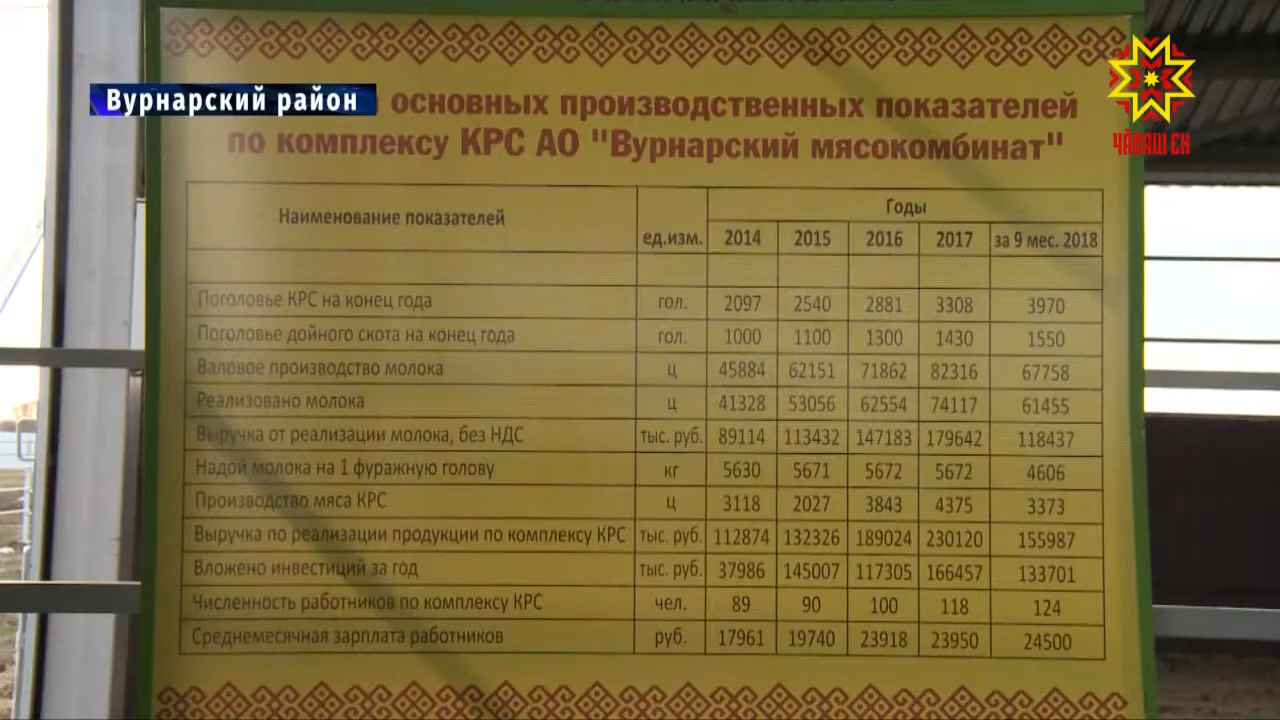 Вурнарский район
основных производственных показателей
по комплексу КРС АО "Вурнарский мясокомбинат"
ЧӐВАШ ЕН
Наименование показателей ед.изм. Годы
2014 2015 2016 2017 за 9 мес. 2018
Поголовье КРС на конец года гол. 2097 2540 2881 3308 3970
Поголовье дойного скота на конец года гол. 1000 1100 1300 1430 1550
Валовое производство молока ц 45884 62151 71862 82316 67758
Реализовано молока ц 41328 53056 62554 74117 61455
Выручка от реализации молока, без НДС тыс. руб. 89114 113432 147183 179642 118437
Надой молока на 1 фуражную голову кг 5630 5671 5672 5672 4606
Производство мяса КРС ц 3118 2027 3843 4375 3373
Выручка по реализации продукции по комплексу КРС тыс. руб. 112874 132326 189024 230120 155987
Вложено инвестиций за год тыс. руб. 37986 145007 117305 166457 133701
Численность работников по комплексу КРС чел. 89 90 100 118 124
Среднемесячная зарплата работников руб. 17961 19740 23918 23950 24500